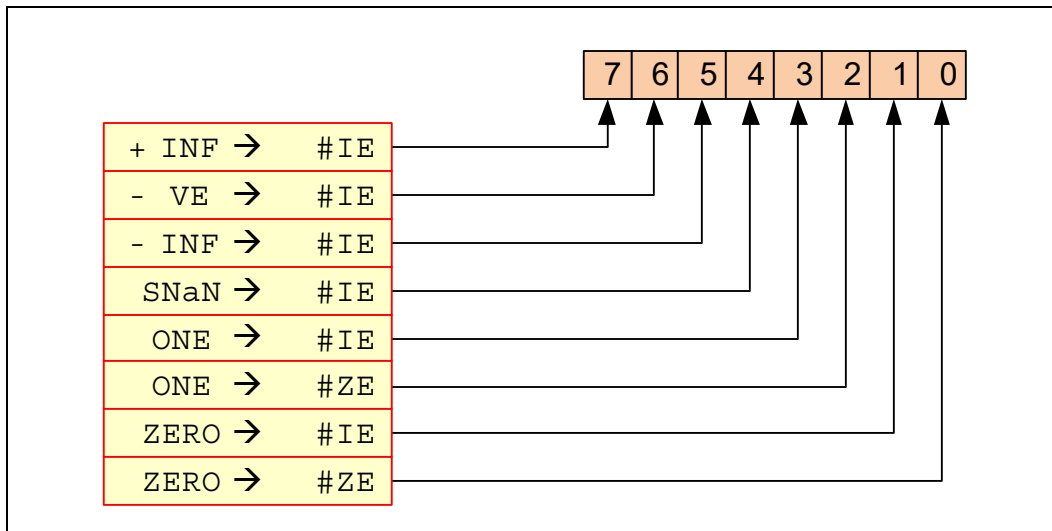 7 6 5 4 3 2 1 0
+ INF → #IE
- VE → #IE
- INF → #IE
SNaN → #IE
ONE → #IE
ONE → #ZE
ZERO → #IE
ZERO → #ZE